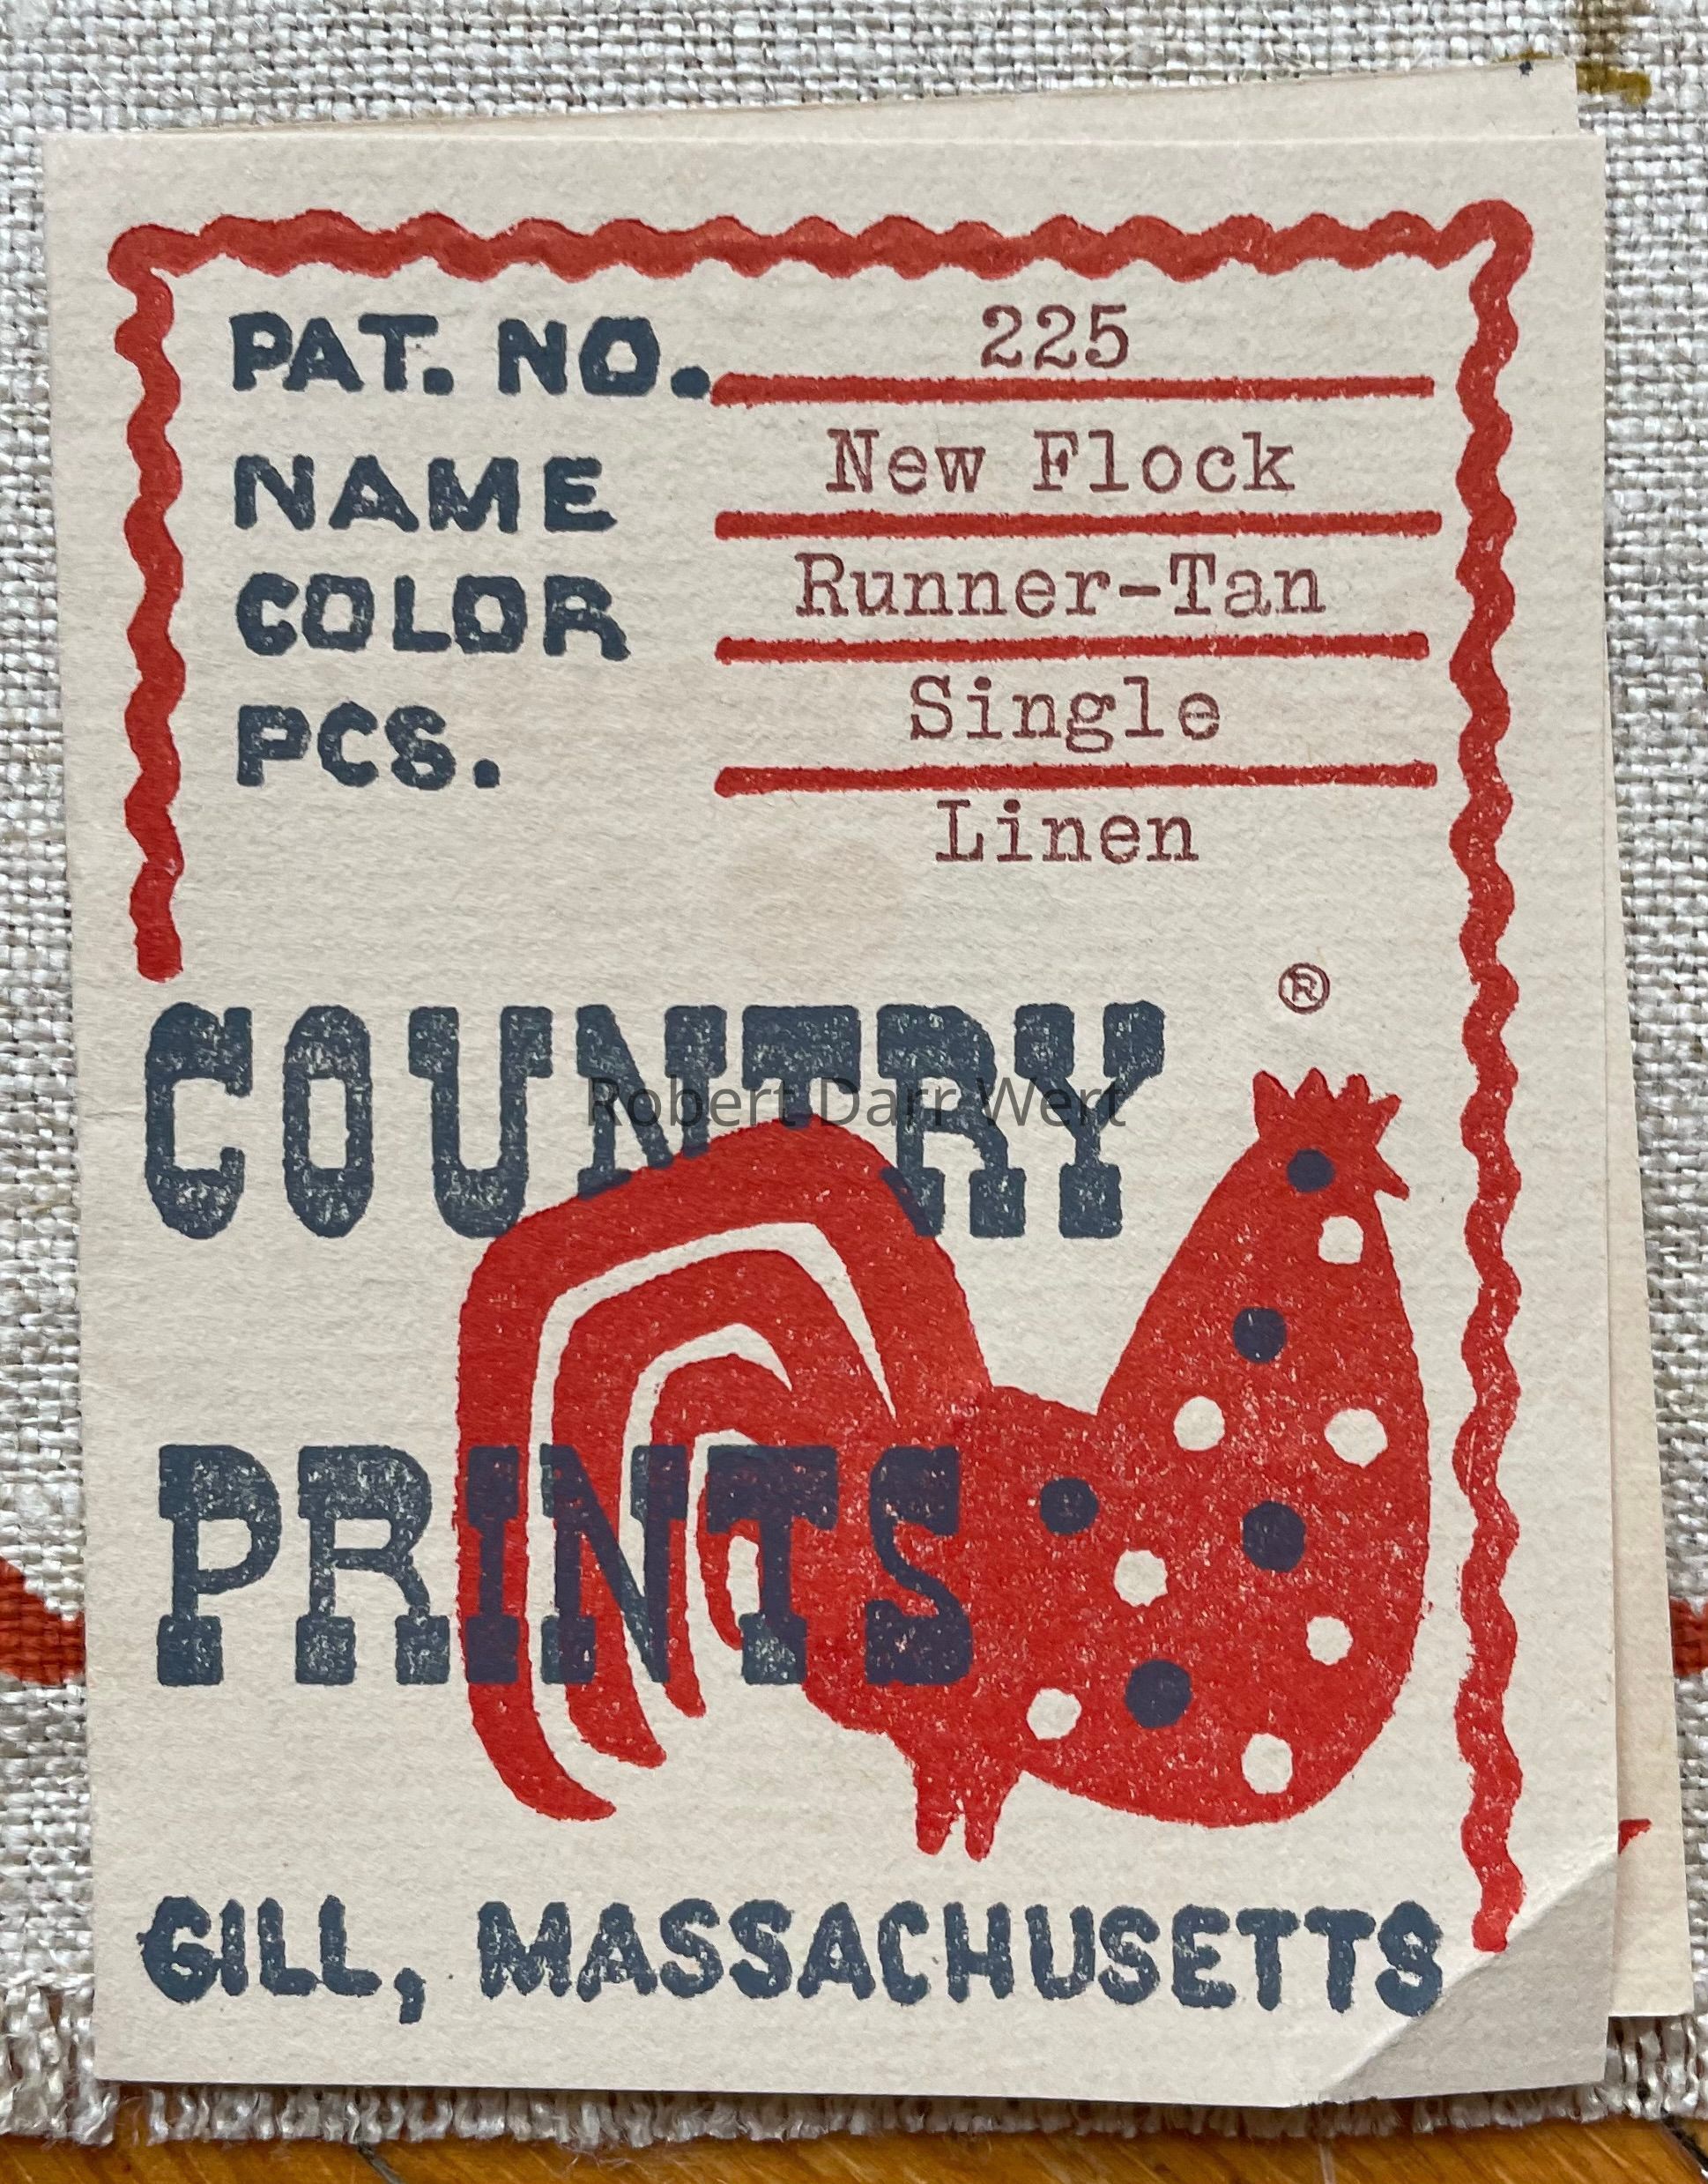 PAT. NO. 225
NAME New Flock
COLOR Runner-Tan
PCS. Single
Linen
®
COUNTRY
Robert Darr Wert
PRINTS
GILL, MASSACHUSETTS